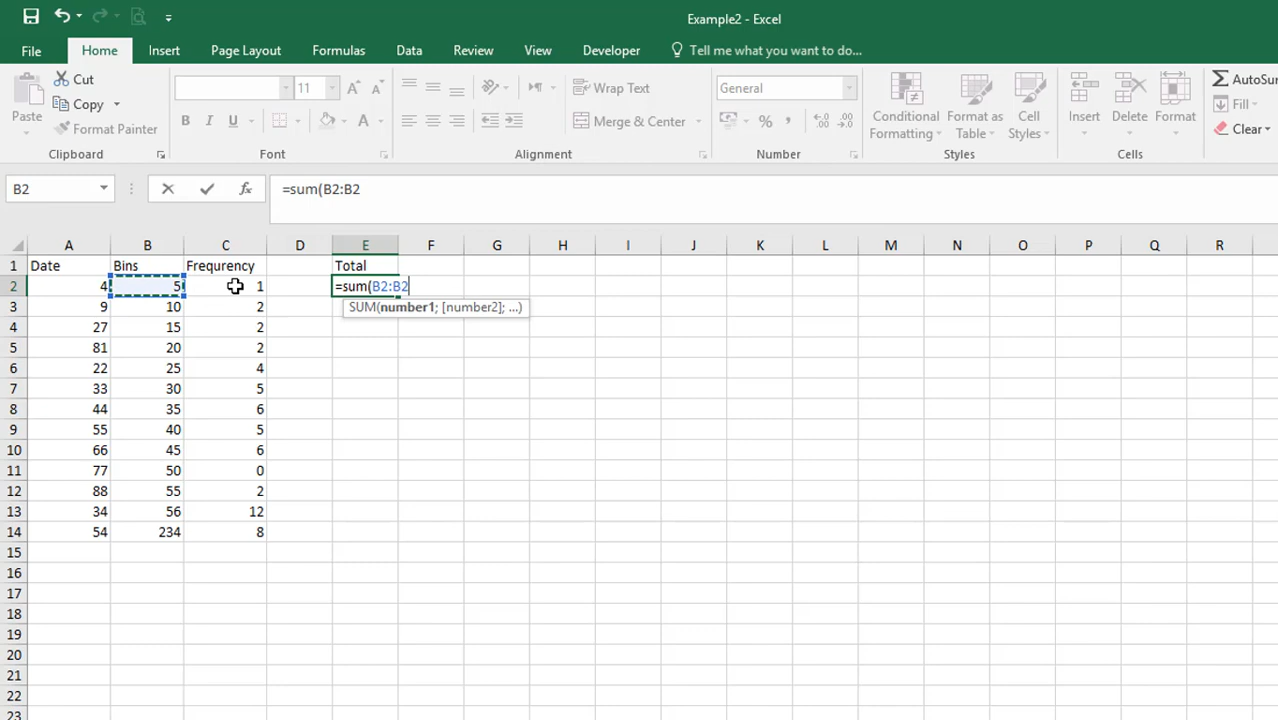 Example2 - Excel
File Home Insert Page Layout Formulas Data Review View Developer Tell me what you want to do...
Paste
Cut
Copy
Format Painter
Clipboard
11
B I U
A A
A
Font
Wrap Text
Merge & Center
Alignment
General
%
Number
Conditional Formatting
Format as Table
Cell Styles
Styles
Insert Delete Format
Cells
Σ AutoSu
Fill
Clear
B2 fx =sum(B2:B2
A B C D E F G H I J K L M N O P Q R
1 Date Bins Frequrency Total
2 4 5 1 =sum(B2:B2
SUM(number1; [number2]; ...)
3 9 10 2
4 27 15 2
5 81 20 2
6 22 25 4
7 33 30 5
8 44 35 6
9 55 40 5
10 66 45 6
11 77 50 0
12 88 55 2
13 34 56 12
14 54 234 8
15
16
17
18
19
20
21
22
23